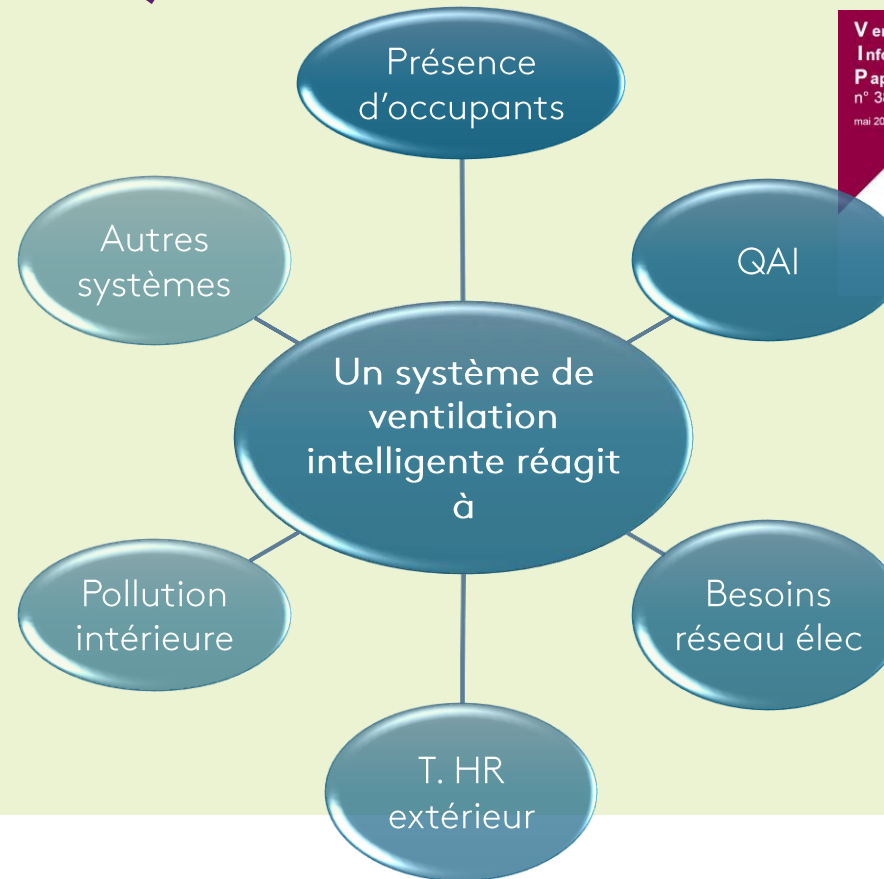 Présence
d'occupants
V
I
P
n°
Autres
systèmes
QAI
Un système de
ventilation
intelligente réagit
à
Pollution
intérieure
Besoins
réseau élec
T. HR
extérieur